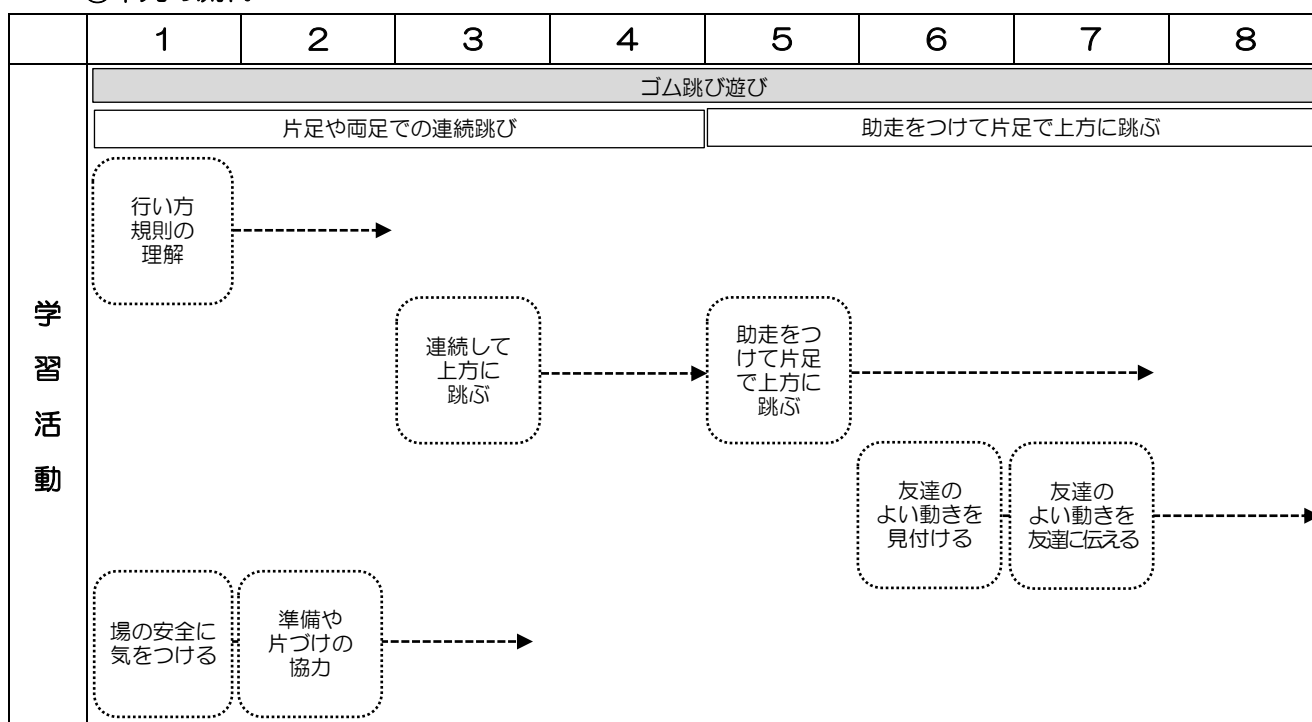 1 2 3 4 5 6 7 8
ゴム跳び遊び
片足や両足での連続跳び 助走をつけて片足で上方に跳ぶ
行い方
規則の
理解
学習活動
連続して
上方に
跳ぶ
助走をつ
けて片足
で上方に
跳ぶ
友達の
よい動きを
見付ける
友達の
よい動きを
友達に伝える
場の安全に
気をつける
準備や
片づけの
協力